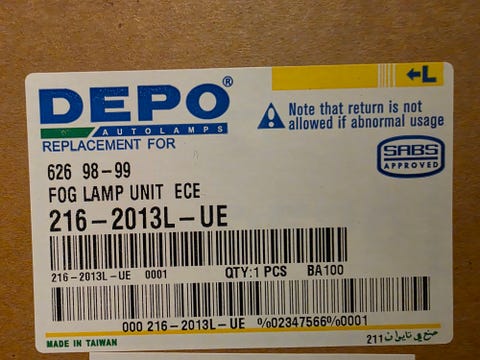 DEPO®
AUTOLAMPS
REPLACEMENT FOR
←L
Note that return is not
allowed if abnormal usage
SABS
APPROVED
626 98-99
FOG LAMP UNIT ECE
216-2013L-UE
216-2013L-UE 0001 QTY:1 PCS BA100
000 216-2013L-UE %02347566%0001
MADE IN TAIWAN
211 صنع في تايوان